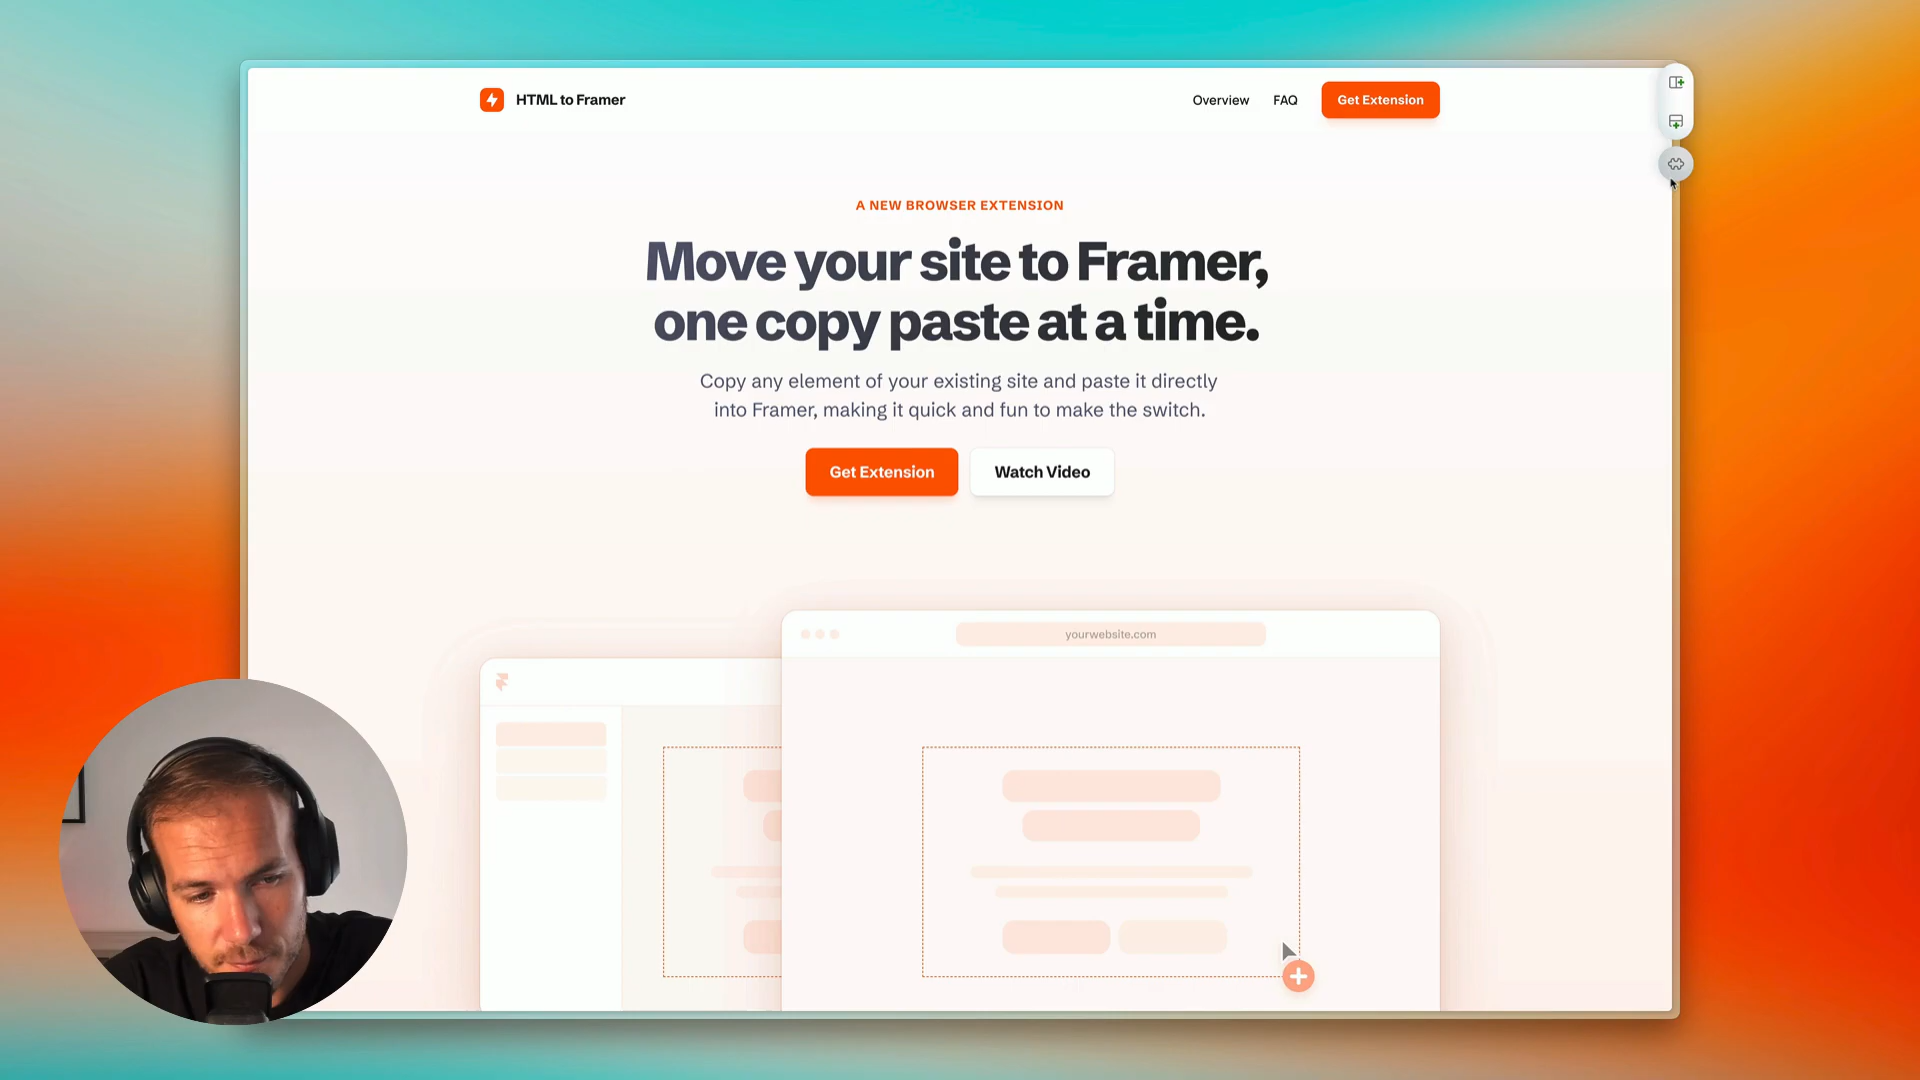 HTML to Framer
Overview
FAQ
Get Extension
A NEW BROWSER EXTENSION
Move your site to Framer,
one copy paste at a time.
Copy any element of your existing site and paste it directly
into Framer, making it quick and fun to make the switch.
Get Extension
Watch Video
yourwebsite.com